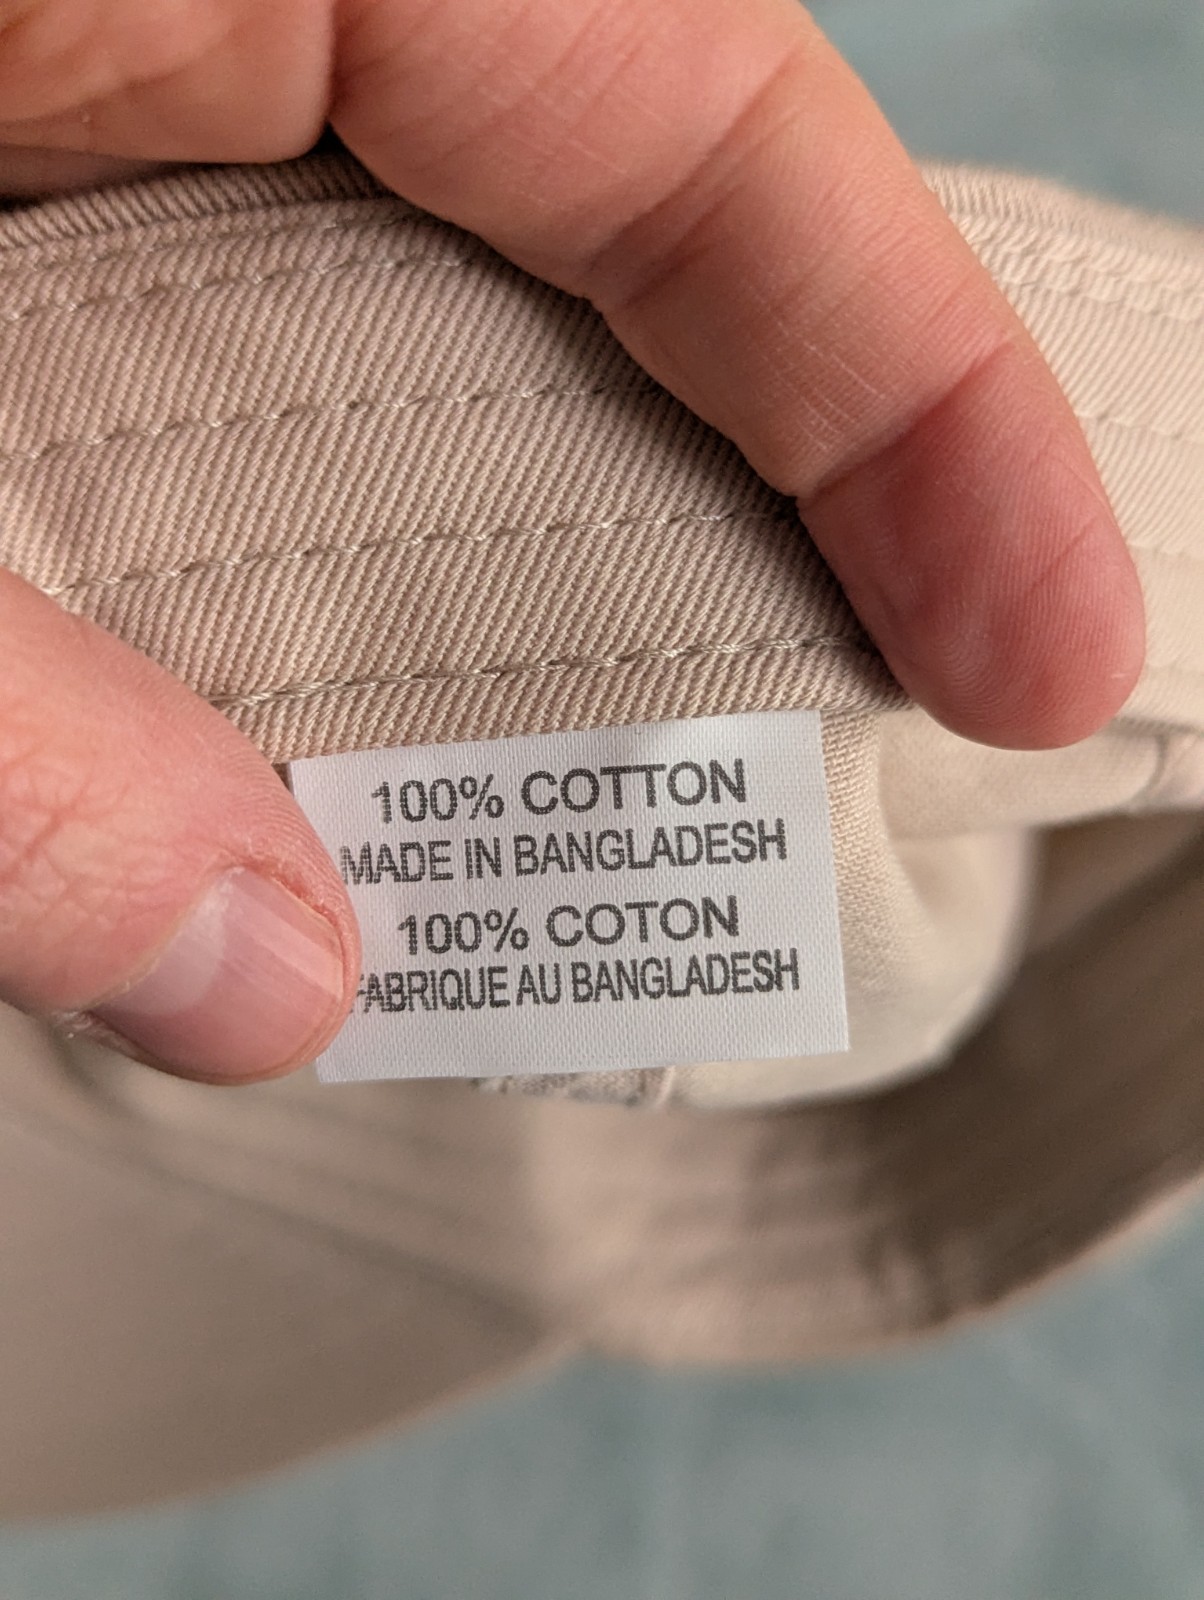 100% COTTON
MADE IN BANGLADESH
100% COTON
FABRIQUE AU BANGLADESH